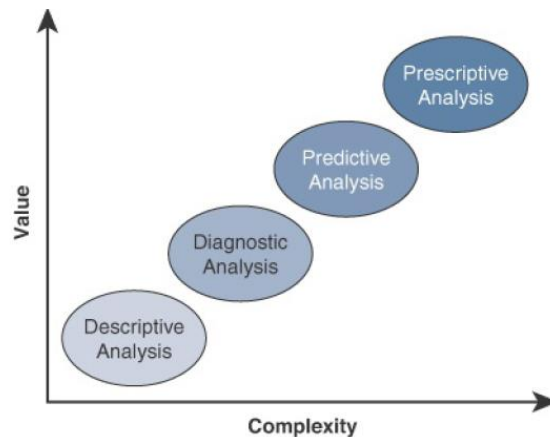 Prescriptive
Analysis
Predictive
Analysis
Diagnostic
Analysis
Descriptive
Analysis
Value
Complexity